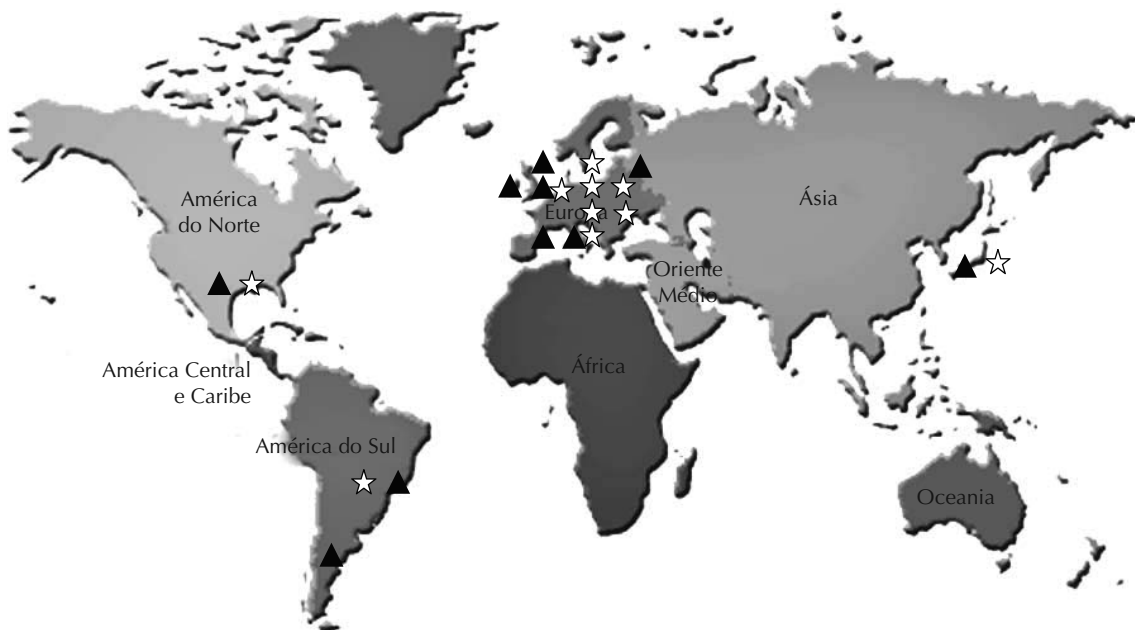 América
do Norte
Europa
Ásia
Oriente
Médio
América Central
e Caribe
África
América do Sul
Oceania